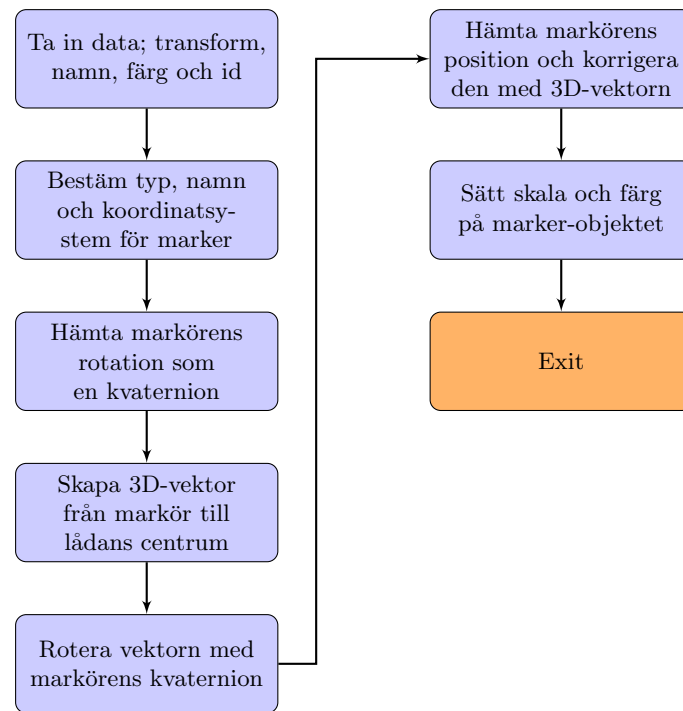 Ta in data; transform,
namn, färg och id
Bestäm typ, namn
och koordinatsy-
stem för marker
Hämta markörens
rotation som
en kvaternion
Skapa 3D-vektor
från markör till
lådans centrum
Rotera vektorn med
markörens kvaternion
Hämta markörens
position och korrigera
den med 3D-vektorn
Sätt skala och färg
på marker-objektet
Exit